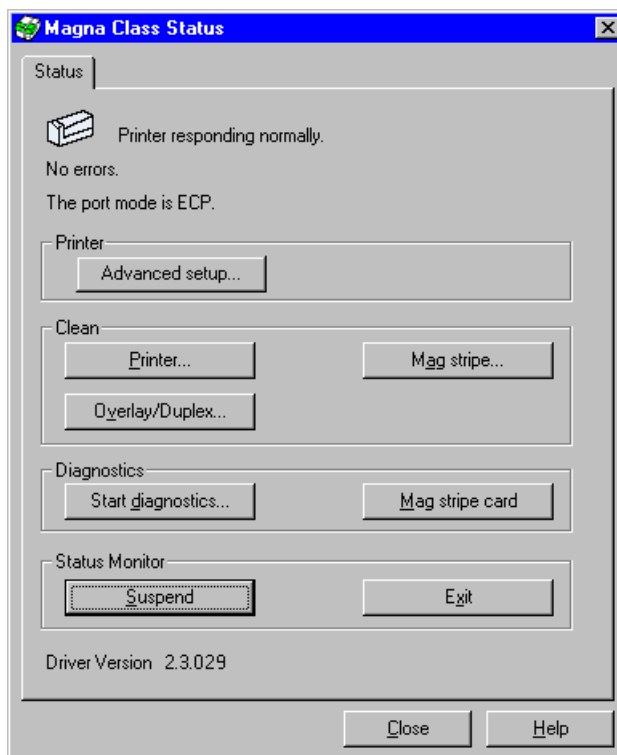 Magna Class Status
Status
Printer responding normally.
No errors.
The port mode is ECP.
Printer
Advanced setup...
Clean
Printer... Mag stripe...
Overlay/Duplex...
Diagnostics
Start diagnostics... Mag stripe card
Status Monitor
Suspend Exit
Driver Version 2.3.029
Close Help